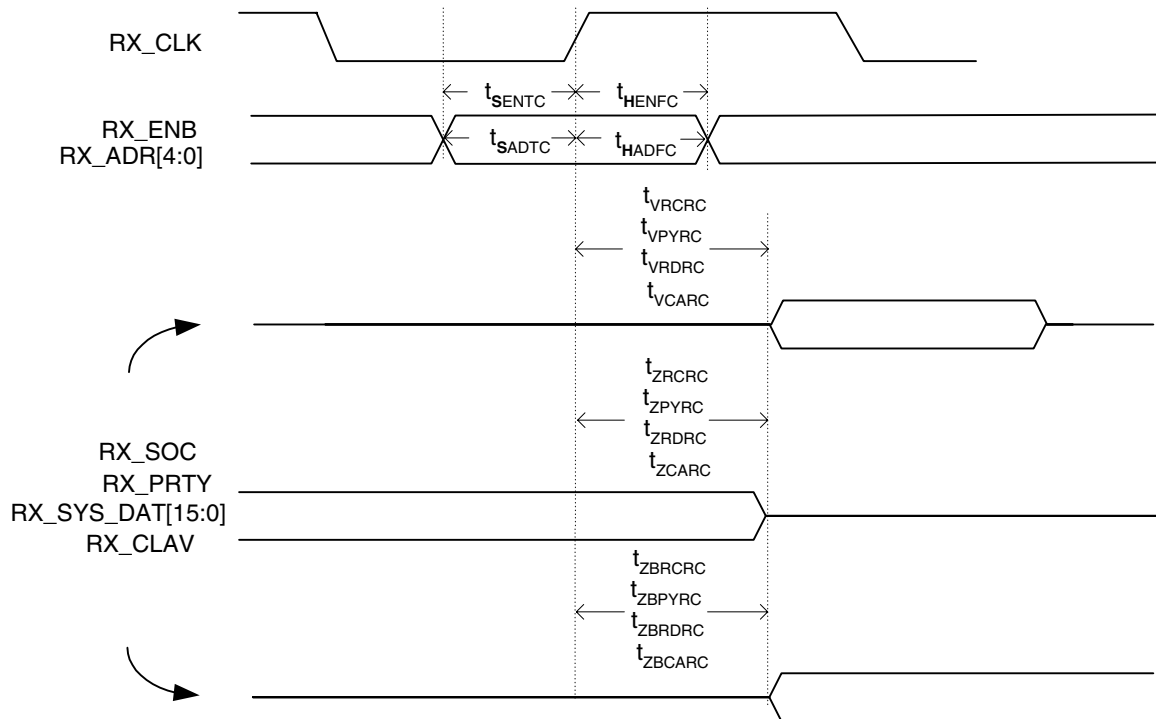 RX_CLK
tSENTC tHENFC
RX_ENB
RX_ADR[4:0]
tSADTC tHADFC
tVRCRC
tVPYRC
tVRDRC
tVCARC
tZRCRC
tZPYRC
tZRDRC
tZCARC
RX_SOC
RX_PRTY
RX_SYS_DAT[15:0]
RX_CLAV
tZBRCRC
tZBPYRC
tZBRDRC
tZBCARC